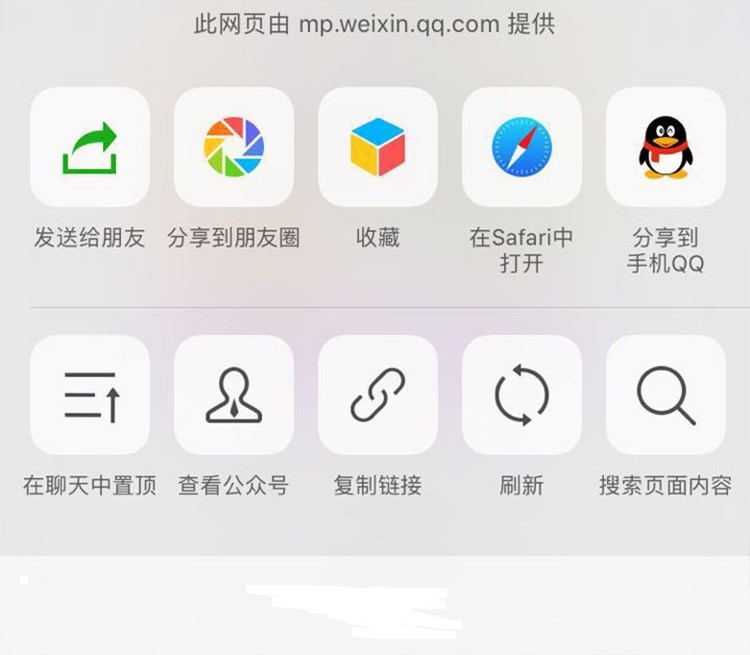 此网页由 mp.weixin.qq.com 提供
发送给朋友
分享到朋友圈
收藏
在Safari中
打开
分享到
手机QQ
在聊天中置顶
查看公众号
复制链接
刷新
搜索页面内容